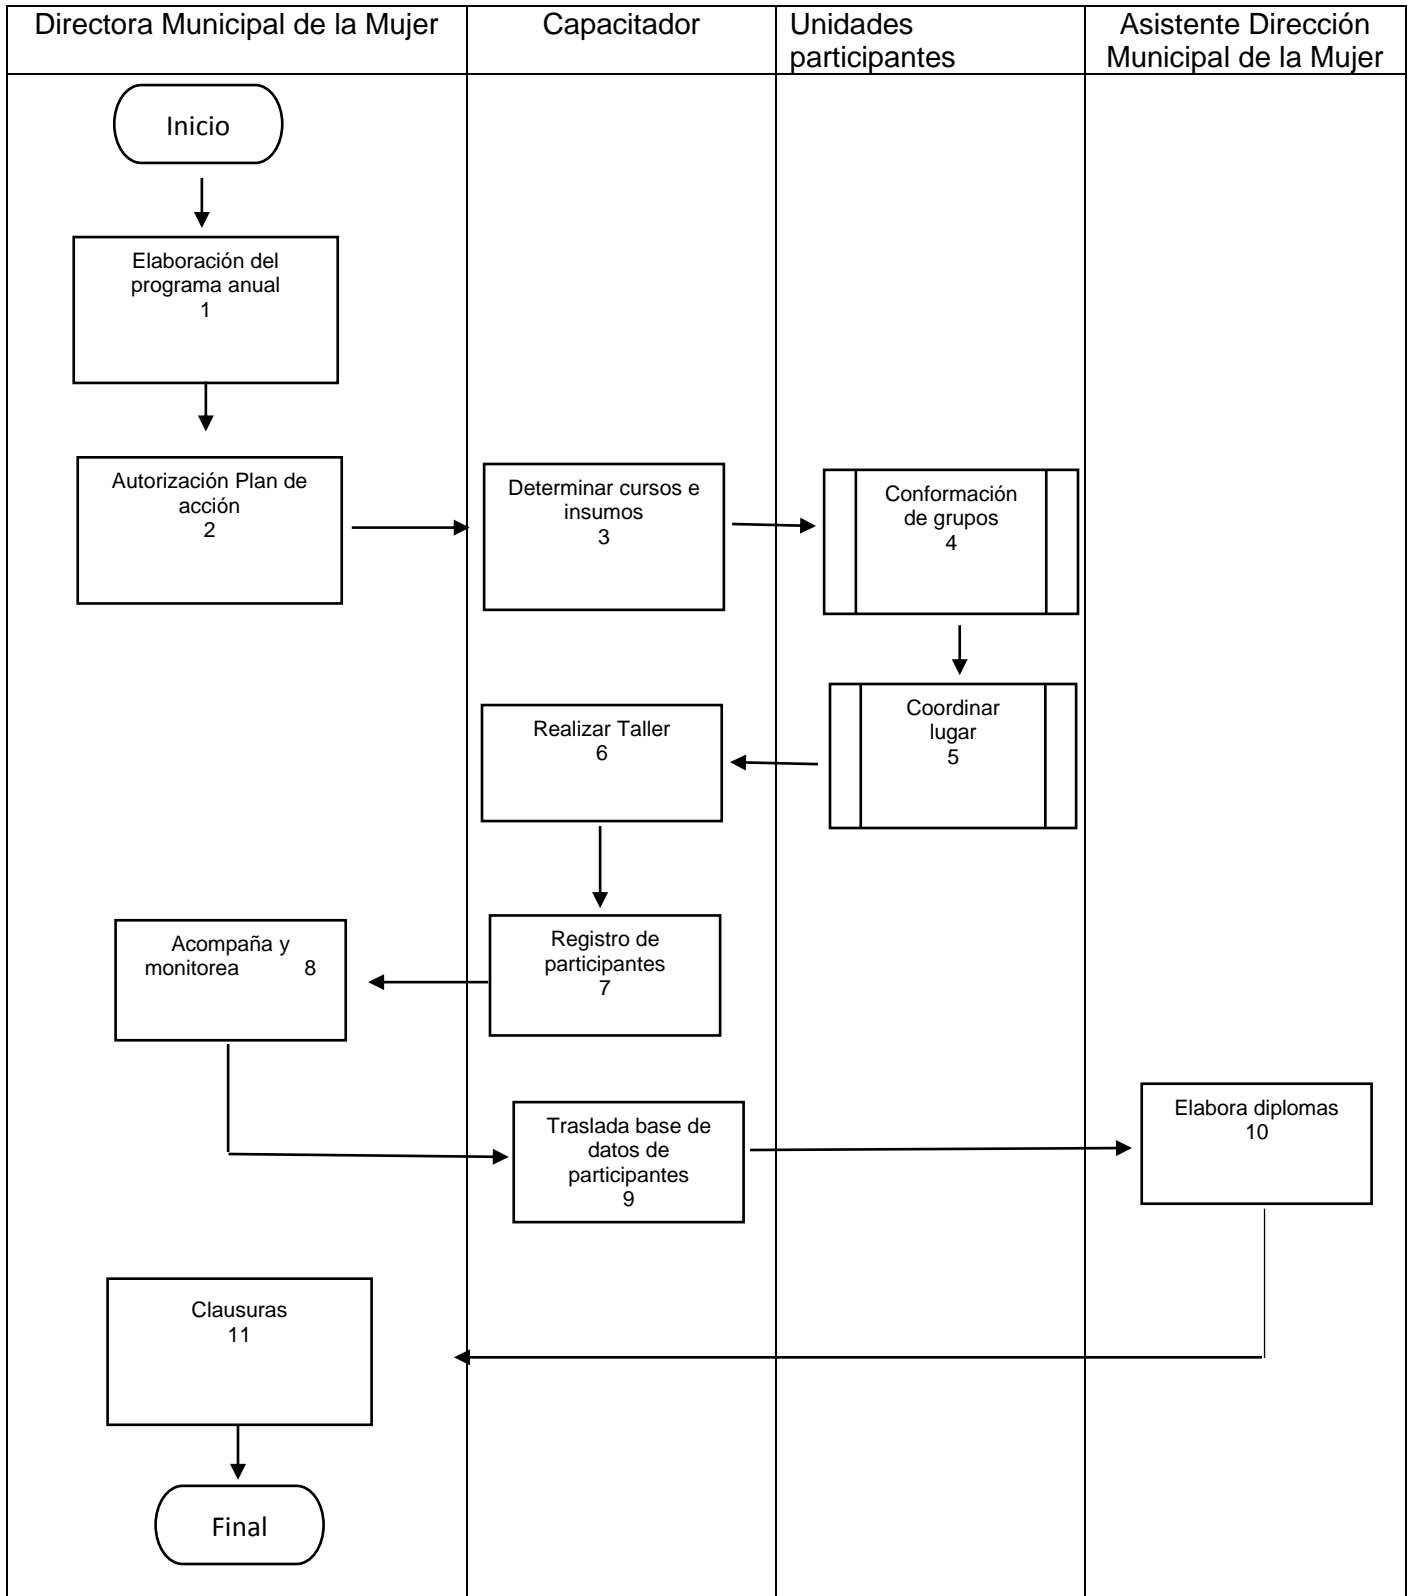 Directora Municipal de la Mujer
Capacitador
Unidades
participantes
Asistente Dirección
Municipal de la Mujer
Inicio
Elaboración del
programa anual
1
Autorización Plan de
acción
2
Determinar cursos e
insumos
3
Conformación
de grupos
4
Coordinar
lugar
5
Realizar Taller
6
Registro de
participantes
7
Acompaña y
monitorea 8
Traslada base de
datos de
participantes
9
Elabora diplomas
10
Clausuras
11
Final